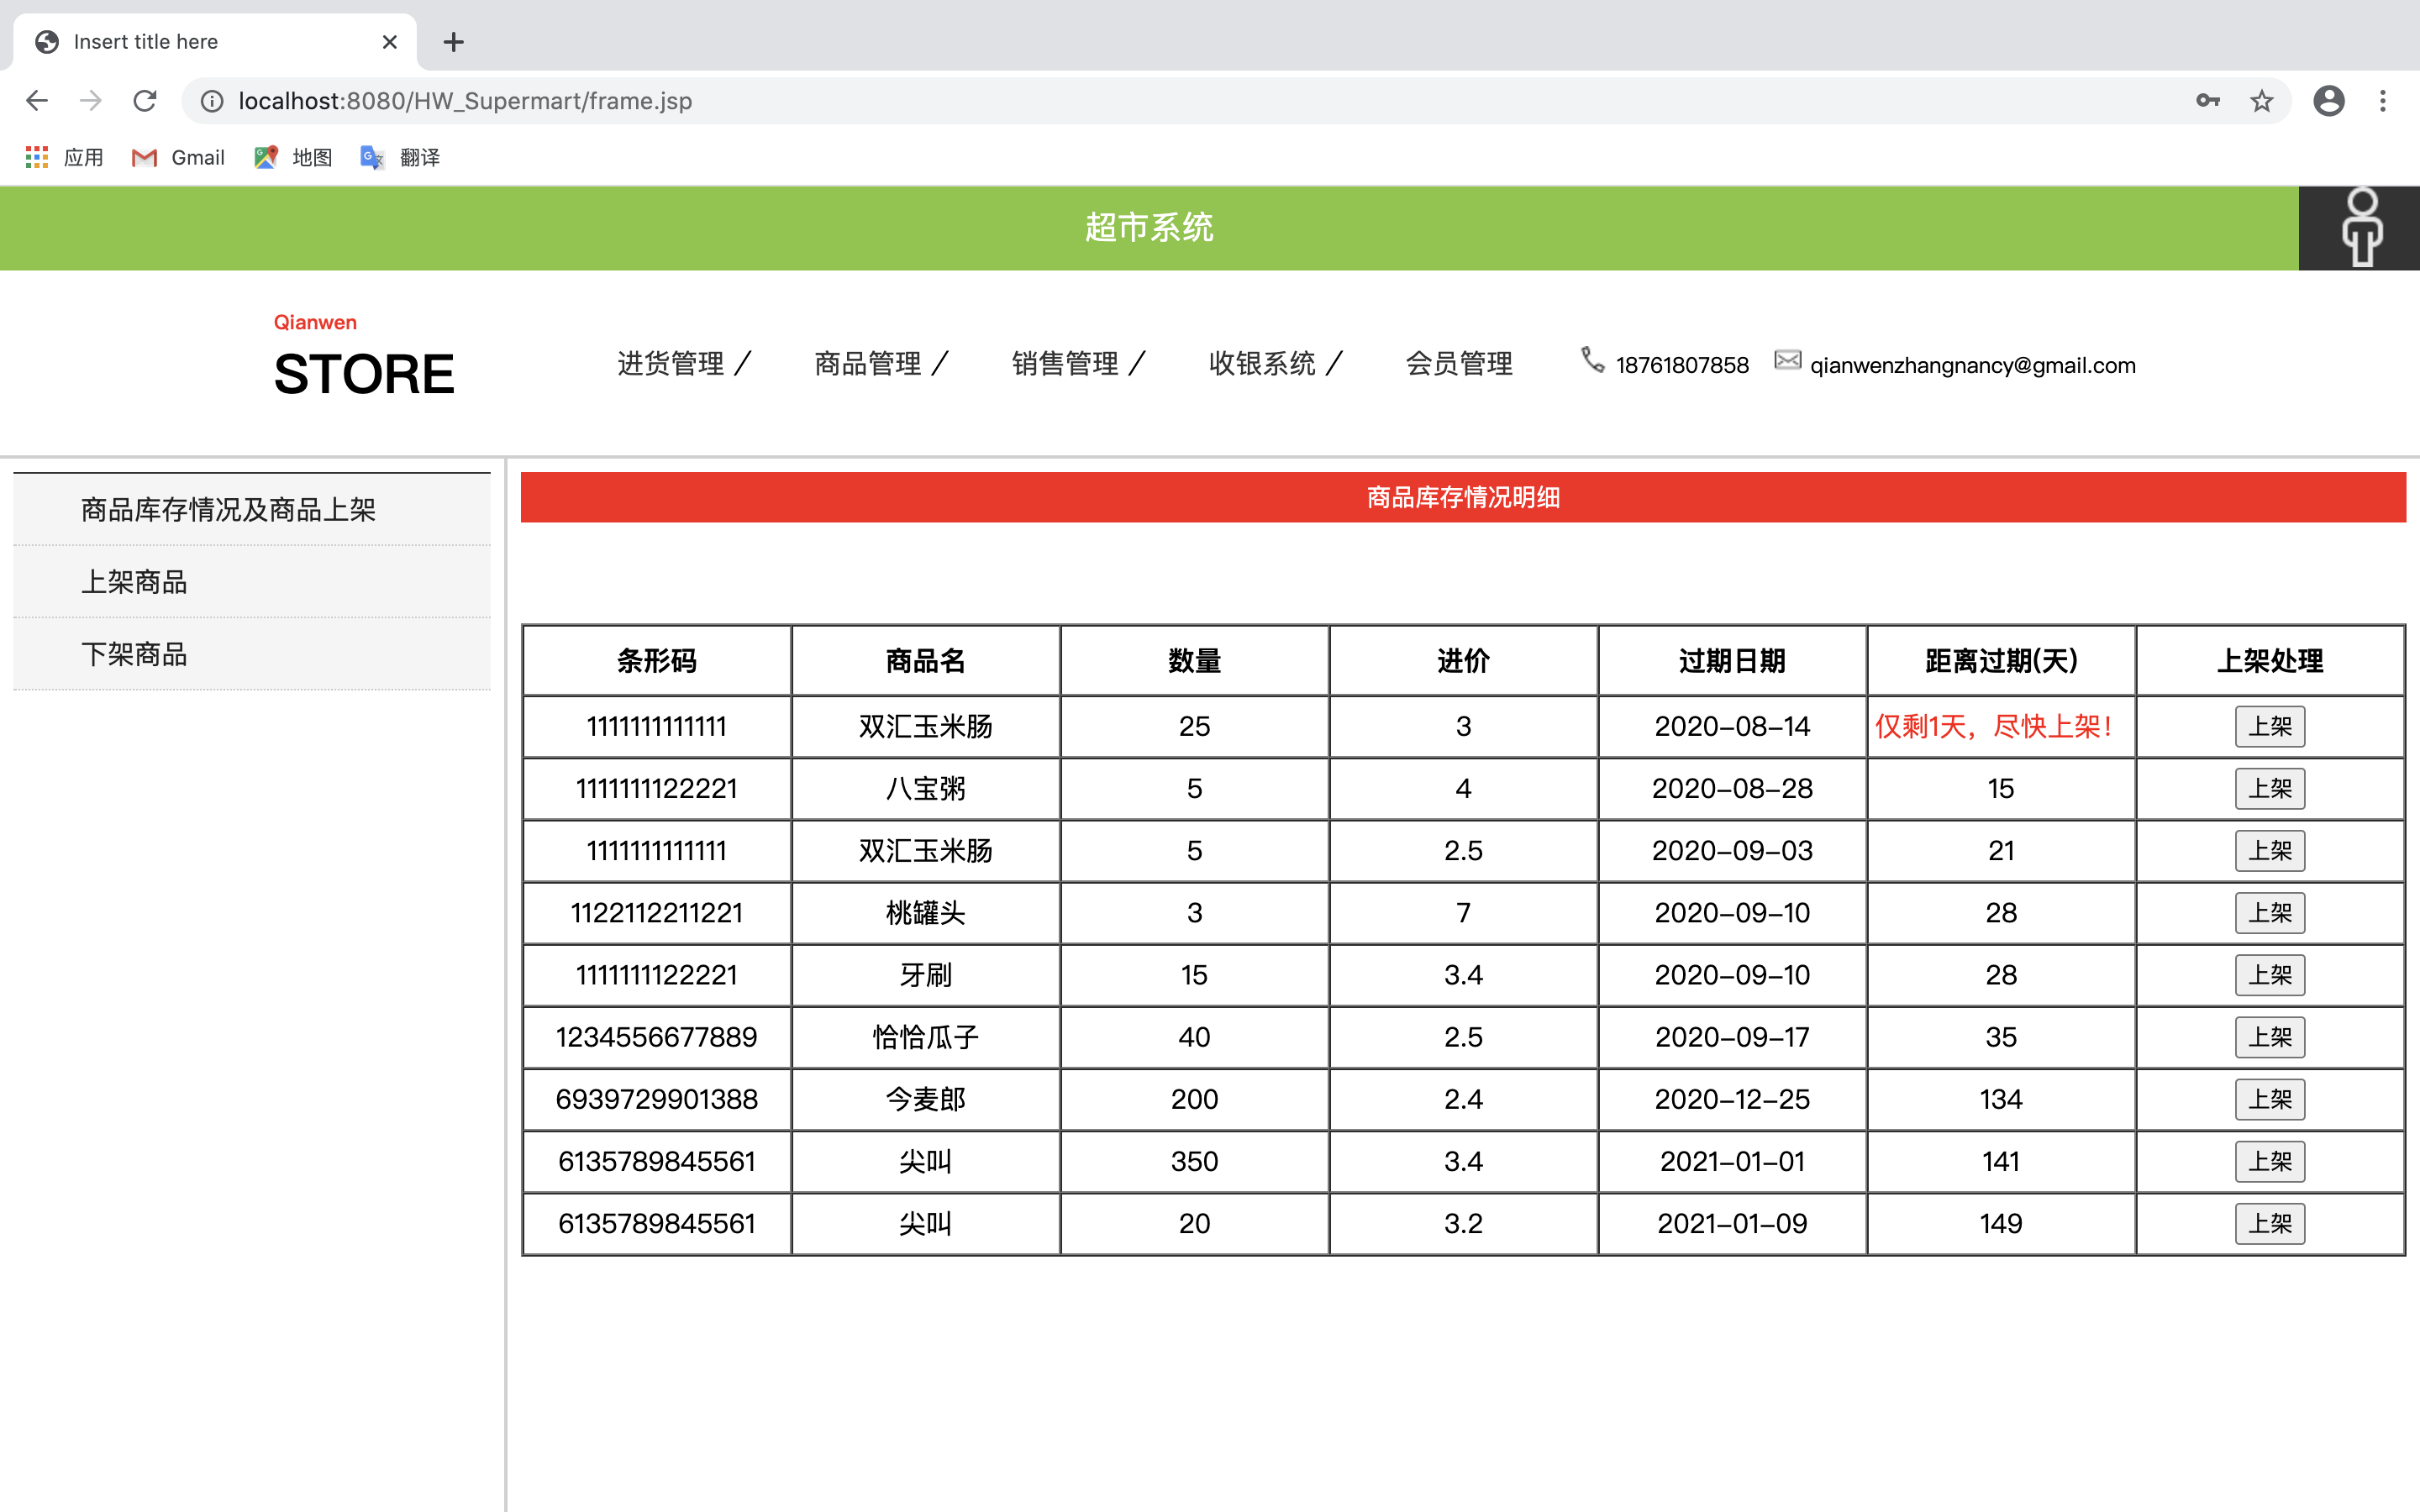 Insert title here
localhost:8080/HW_Supermart/frame.jsp
应用 Gmail 地图 翻译
超市系统
Qianwen
STORE
进货管理 / 商品管理 / 销售管理 / 收银系统 / 会员管理 18761807858 qianwenzhangnancy@gmail.com
商品库存情况及商品上架
上架商品
下架商品
商品库存情况明细
条形码 商品名 数量 进价 过期日期 距离过期(天) 上架处理
1111111111111 双汇玉米肠 25 3 2020-08-14 仅剩1天，尽快上架！ 上架
1111111122221 八宝粥 5 4 2020-08-28 15 上架
1111111111111 双汇玉米肠 5 2.5 2020-09-03 21 上架
1122112211221 桃罐头 3 7 2020-09-10 28 上架
1111111122221 牙刷 15 3.4 2020-09-10 28 上架
1234556677889 恰恰瓜子 40 2.5 2020-09-17 35 上架
6939729901388 今麦郎 200 2.4 2020-12-25 134 上架
6135789845561 尖叫 350 3.4 2021-01-01 141 上架
6135789845561 尖叫 20 3.2 2021-01-09 149 上架